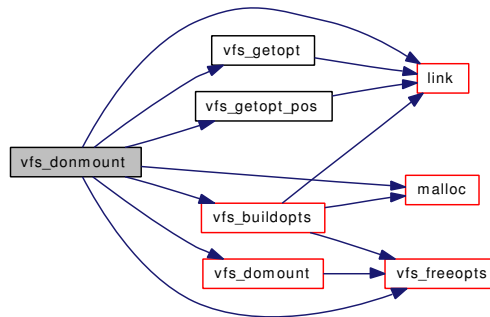 vfs_getopt
link
vfs_getopt_pos
vfs_donmount
malloc
vfs_buildopts
vfs_domount
vfs_freeopts